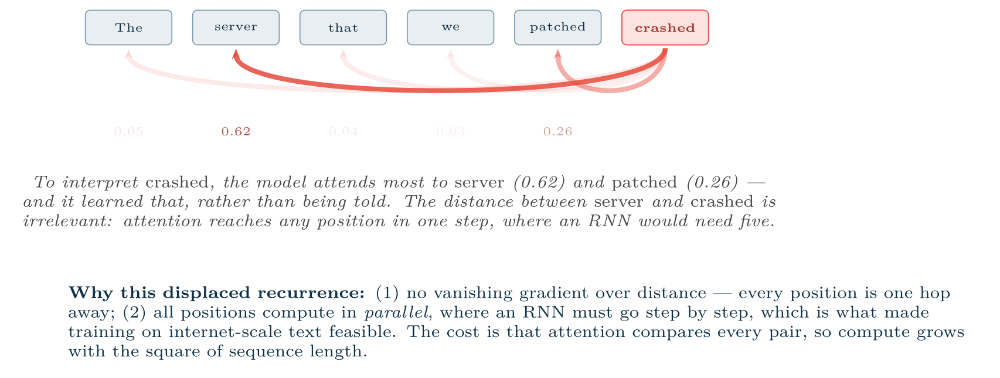 The server that we patched crashed
0.05 0.62 0.04 0.03 0.26
To interpret crashed, the model attends most to server (0.62) and patched (0.26) —
and it learned that, rather than being told. The distance between server and crashed is
irrelevant: attention reaches any position in one step, where an RNN would need five.
Why this displaced recurrence: (1) no vanishing gradient over distance — every position is one hop
away; (2) all positions compute in parallel, where an RNN must go step by step, which is what made
training on internet-scale text feasible. The cost is that attention compares every pair, so compute grows
with the square of sequence length.